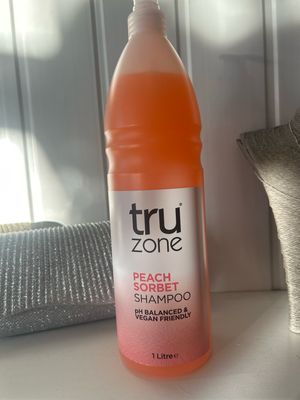 tru®
zone
PEACH
SORBET
SHAMPOO
pH BALANCED &
VEGAN FRIENDLY
1 Litre ℮